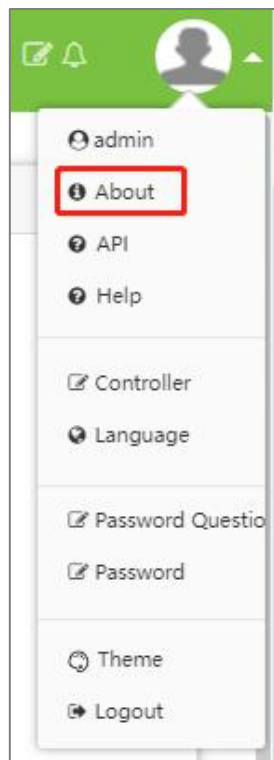 admin
About
API
Help
Controller
Language
Password Questio
Password
Theme
Logout